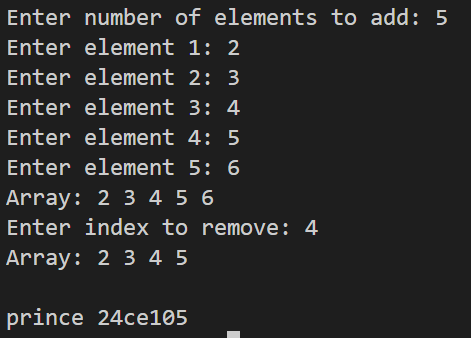 Enter number of elements to add: 5
Enter element 1: 2
Enter element 2: 3
Enter element 3: 4
Enter element 4: 5
Enter element 5: 6
Array: 2 3 4 5 6
Enter index to remove: 4
Array: 2 3 4 5
prince 24ce105